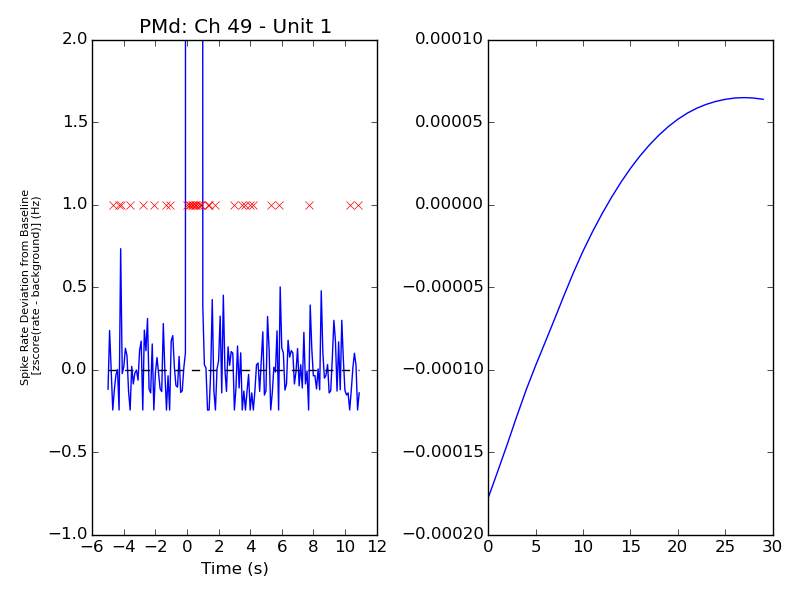 PMd: Ch 49 - Unit 1
Spike Rate Deviation from Baseline
[zscore(rate - background)] (Hz)
2.0
1.5
1.0
0.5
0.0
−0.5
−1.0
−6 −4 −2 0 2 4 6 8 10 12
Time (s)
0.00010
0.00005
0.00000
−0.00005
−0.00010
−0.00015
−0.00020
0 5 10 15 20 25 30